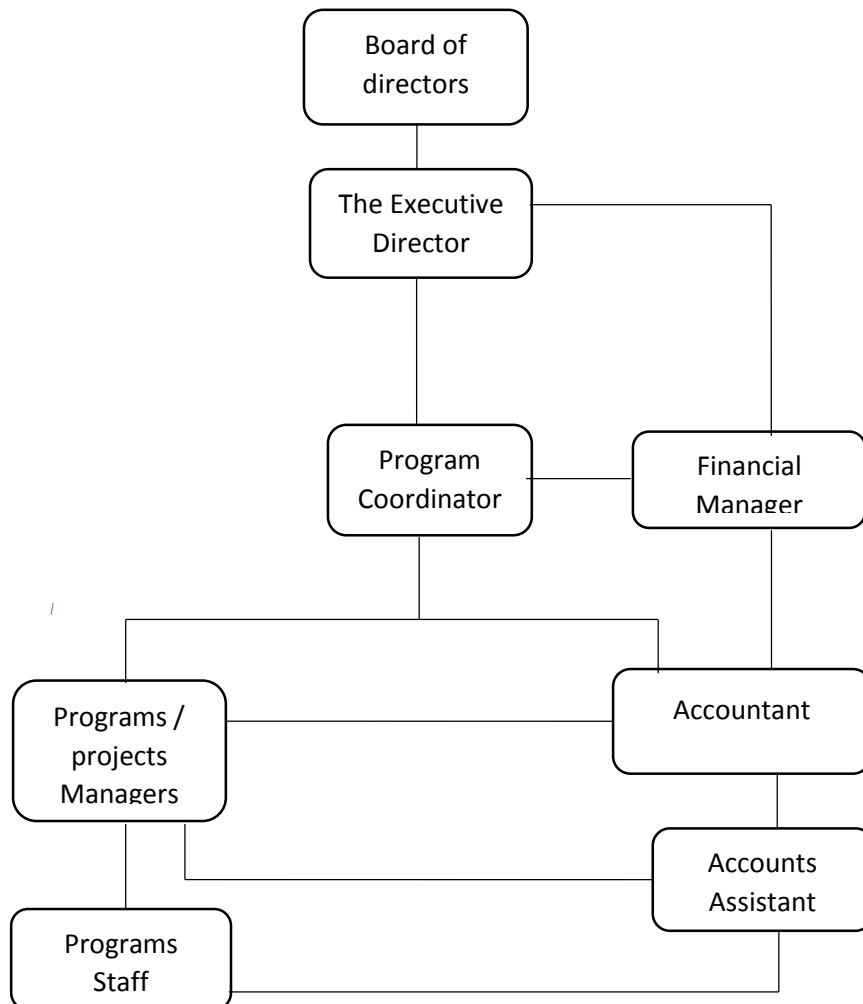 Board of
directors
The Executive
Director
Program
Coordinator
Financial
Manager
Programs /
projects
Managers
Accountant
Accounts
Assistant
Programs
Staff